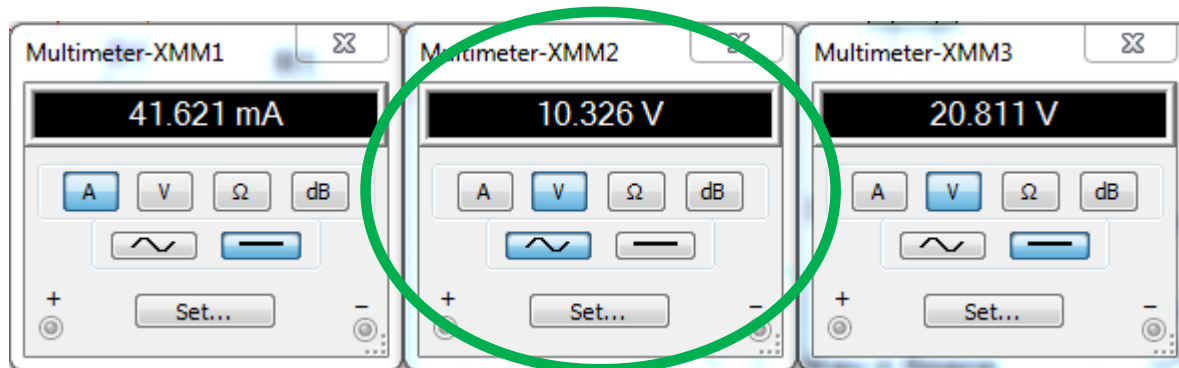 Multimeter-XMM1
41.621 mA
A V Ω dB
+ −
Set...
Multimeter-XMM2
10.326 V
A V Ω dB
+ −
Set...
Multimeter-XMM3
20.811 V
A V Ω dB
+ −
Set...